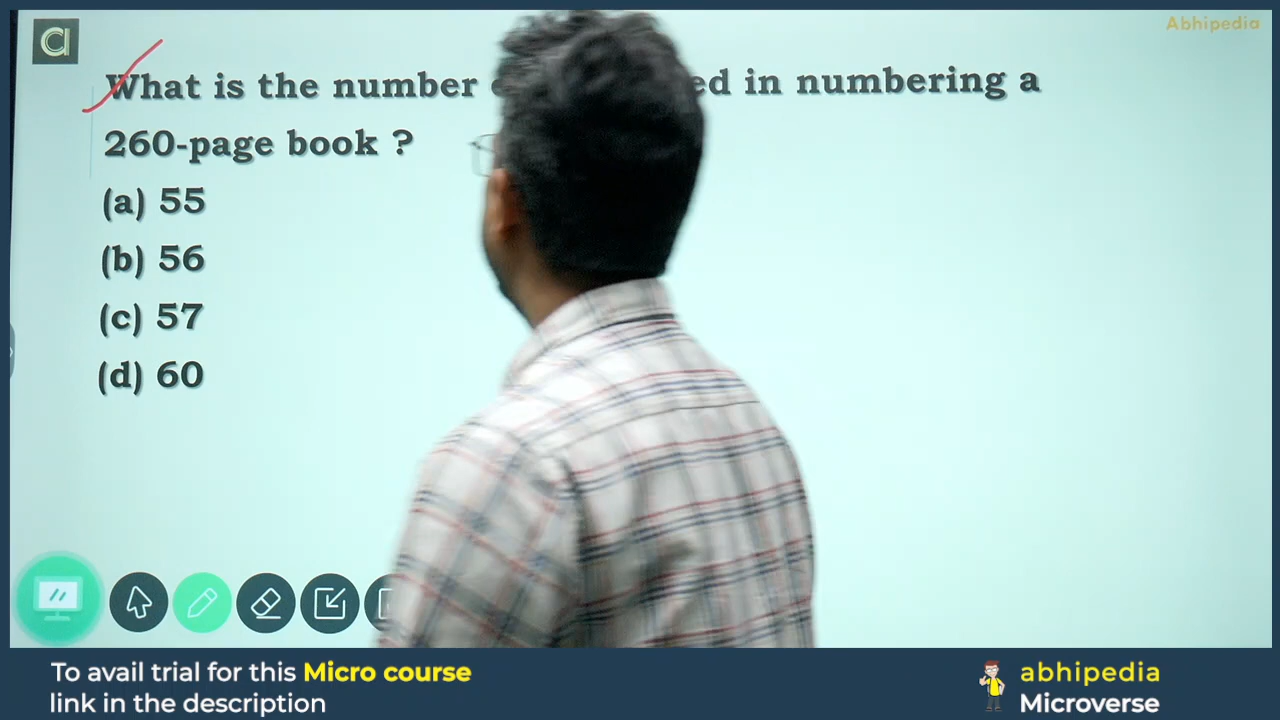 Abhipedia
What is the number ed in numbering a
260-page book ?
(a) 55
(b) 56
(c) 57
(d) 60
To avail trial for this Micro course
link in the description
abhipedia
Microverse